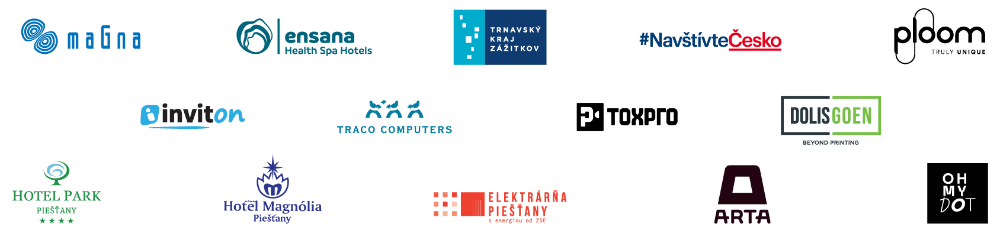 maGna
ensana
Health Spa Hotels
TRNAVSKÝ
KRAJ
ZÁŽITKOV
#NavštívteČesko
ploom
TRULY UNIQUE
inviton
TRACO COMPUTERS
TOXPRO
DOLISGOEN
BEYOND PRINTING
HOTEL PARK
PIEŠŤANY
Hotel Magnólia
Piešťany
ELEKTRÁRŇA
PIEŠŤANY
s energiou od ZSE
ARTA
OH
MY
DOT